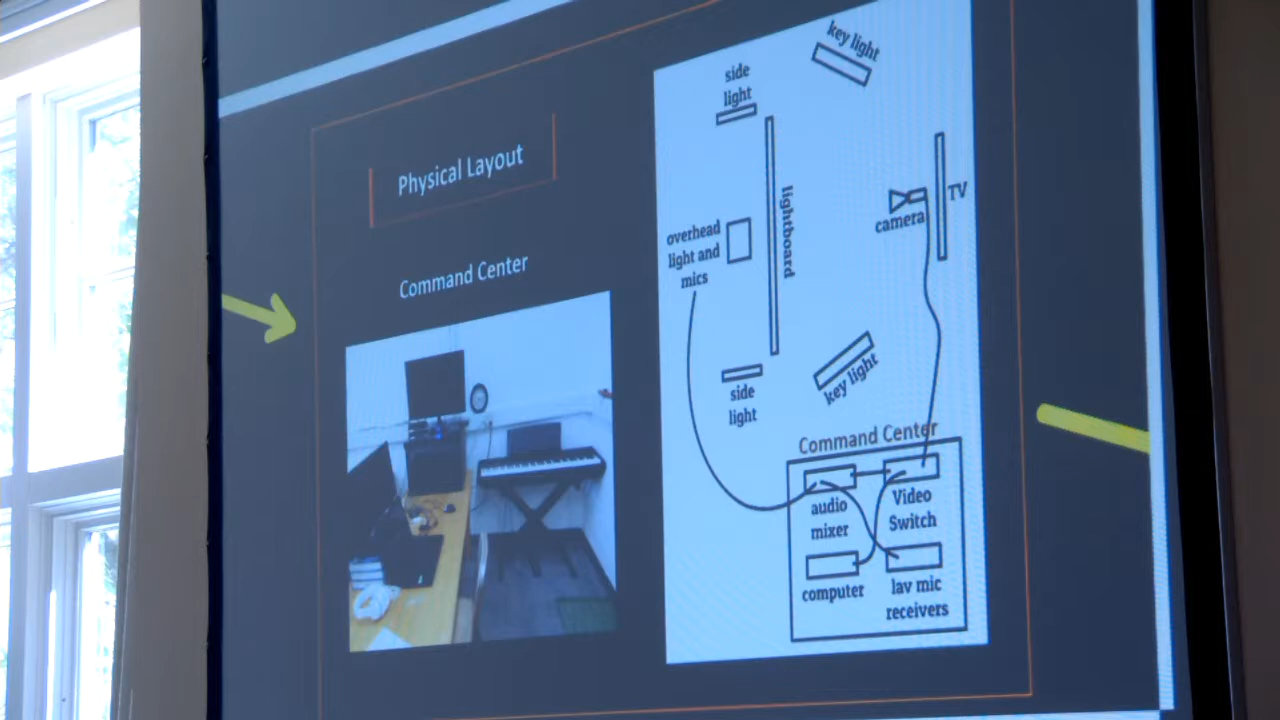 Physical Layout
Command Center
key light
side
light
lightboard
TV
camera
overhead
light and
mics
side
light
key light
Command Center
audio
mixer
Video
Switch
computer
lav mic
receivers